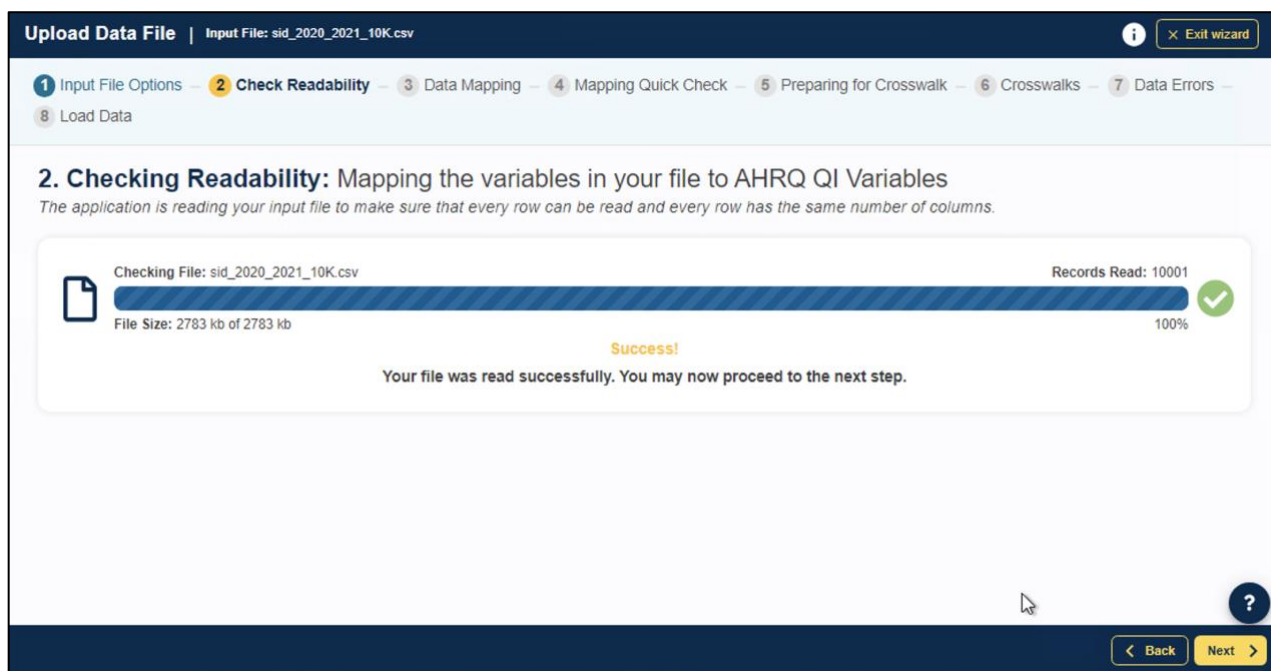 Upload Data File | Input File: sid_2020_2021_10K.csv
i
× Exit wizard
1 Input File Options – 2 Check Readability – 3 Data Mapping – 4 Mapping Quick Check – 5 Preparing for Crosswalk – 6 Crosswalks – 7 Data Errors –
8 Load Data
2. Checking Readability: Mapping the variables in your file to AHRQ QI Variables
The application is reading your input file to make sure that every row can be read and every row has the same number of columns.
Checking File: sid_2020_2021_10K.csv
Records Read: 10001
File Size: 2783 kb of 2783 kb
100%
Success!
Your file was read successfully. You may now proceed to the next step.
?
< Back
Next >